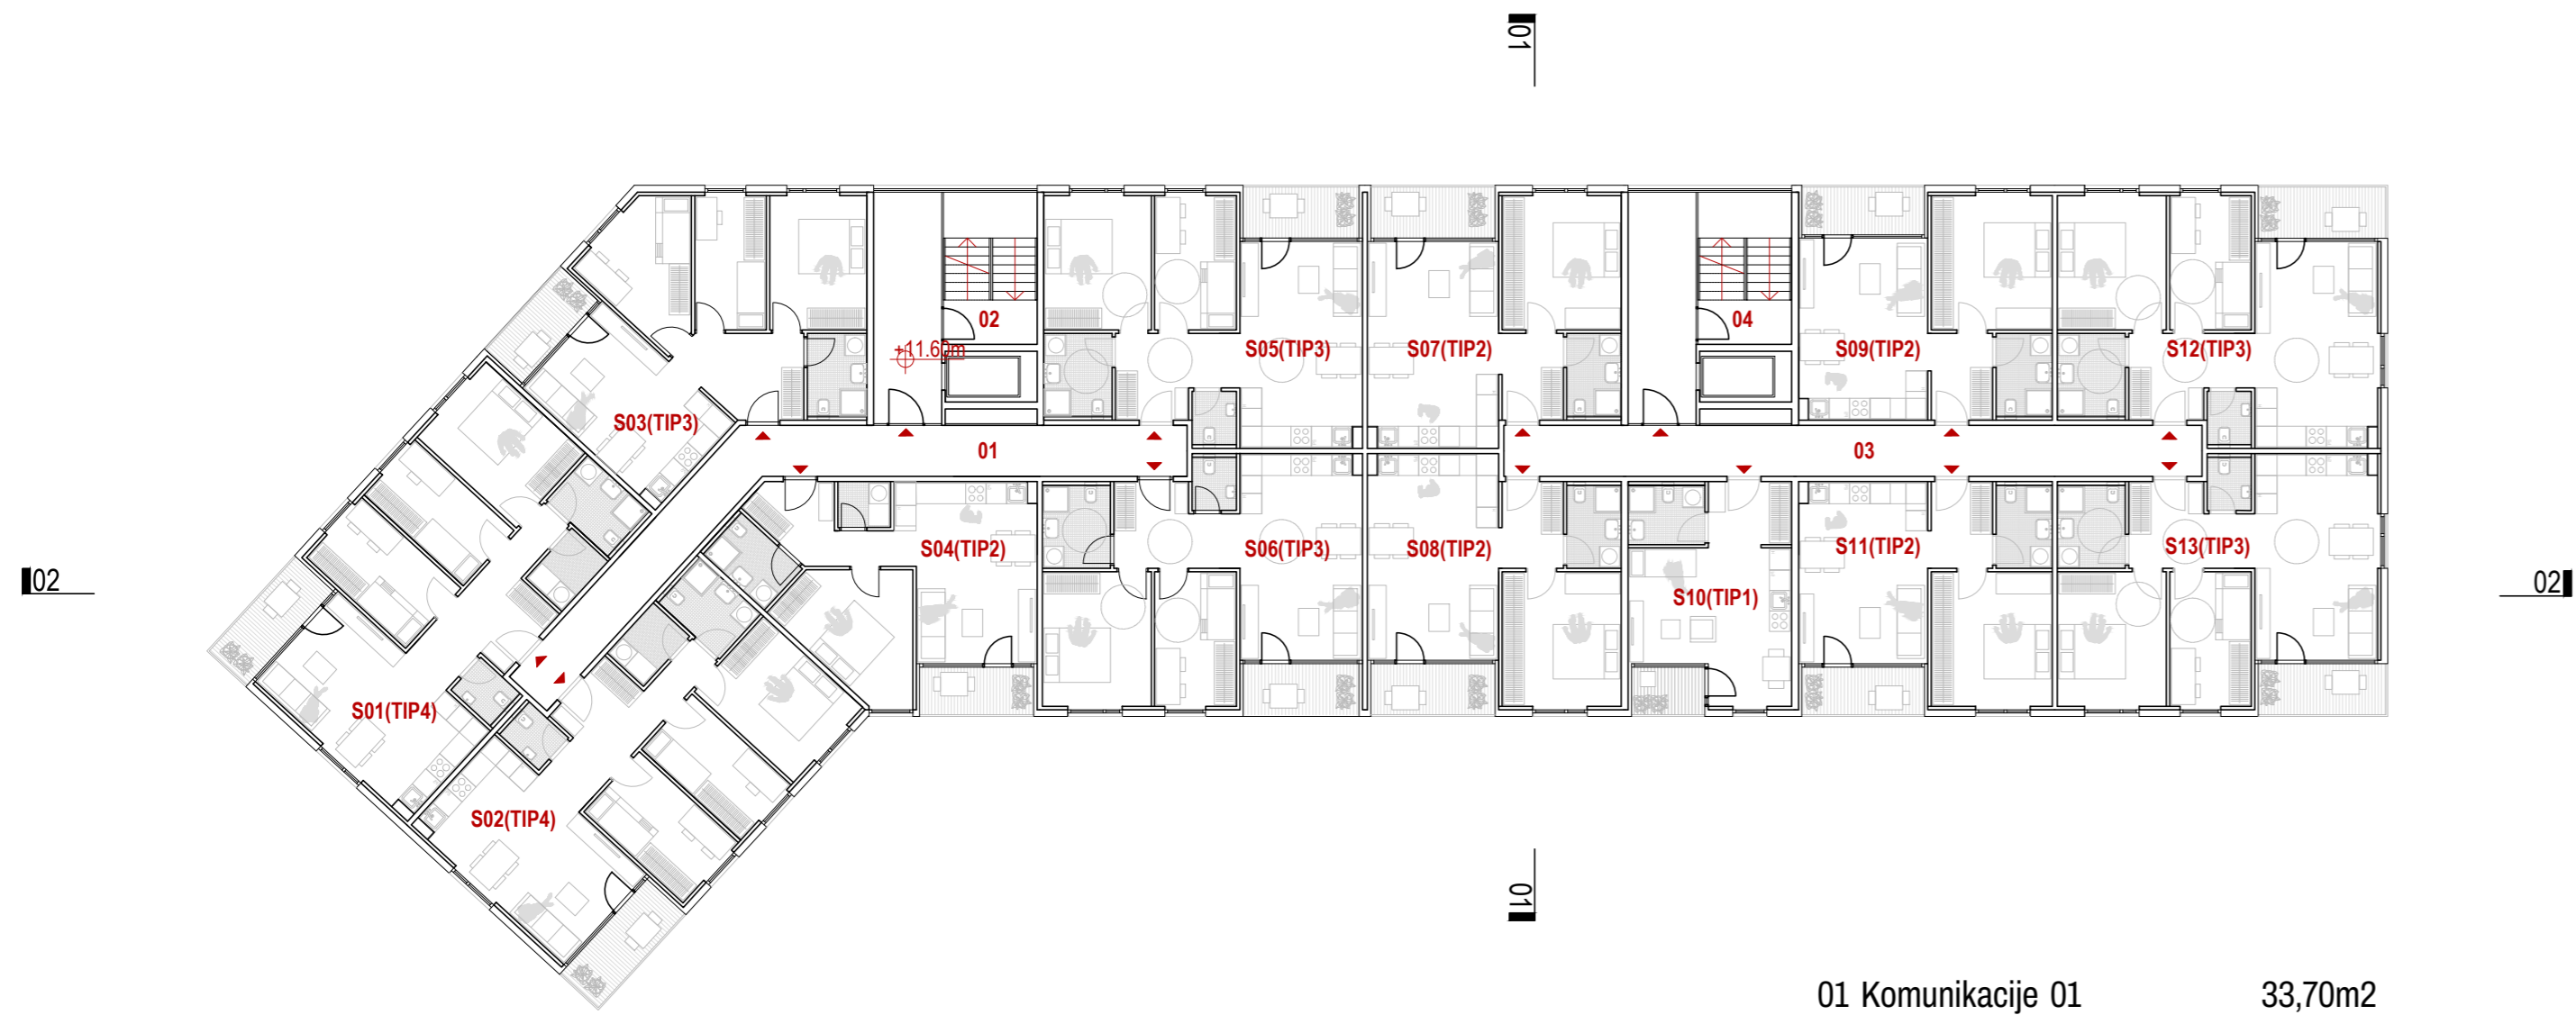 01
02
+11.60m
04
S05(TIP3)
S07(TIP2)
S09(TIP2)
S12(TIP3)
S03(TIP3)
01
03
S04(TIP2)
S06(TIP3)
S08(TIP2)
S11(TIP2)
S13(TIP3)
02
02
S10(TIP1)
S01(TIP4)
S02(TIP4)
01
01 Komunikacije 01 33,70m2